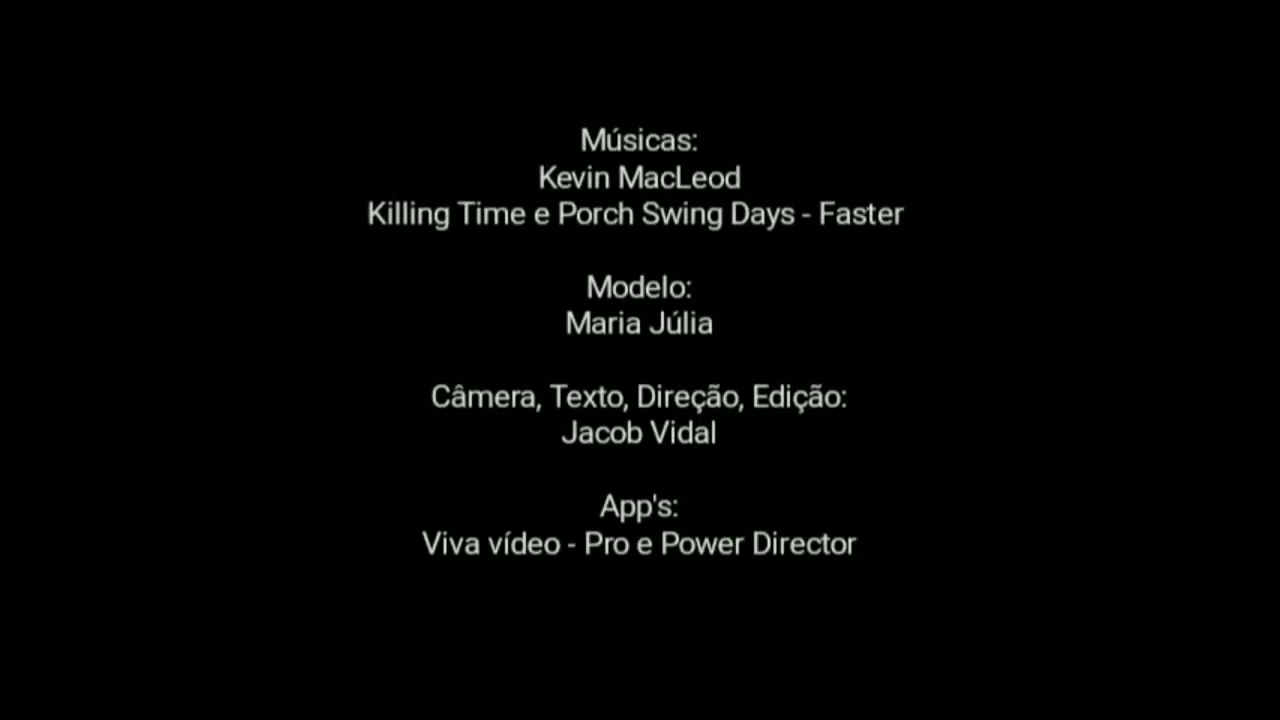 Músicas:
Kevin MacLeod
Killing Time e Porch Swing Days - Faster
Modelo:
Maria Júlia
Câmera, Texto, Direção, Edição:
Jacob Vidal
App's:
Viva vídeo - Pro e Power Director